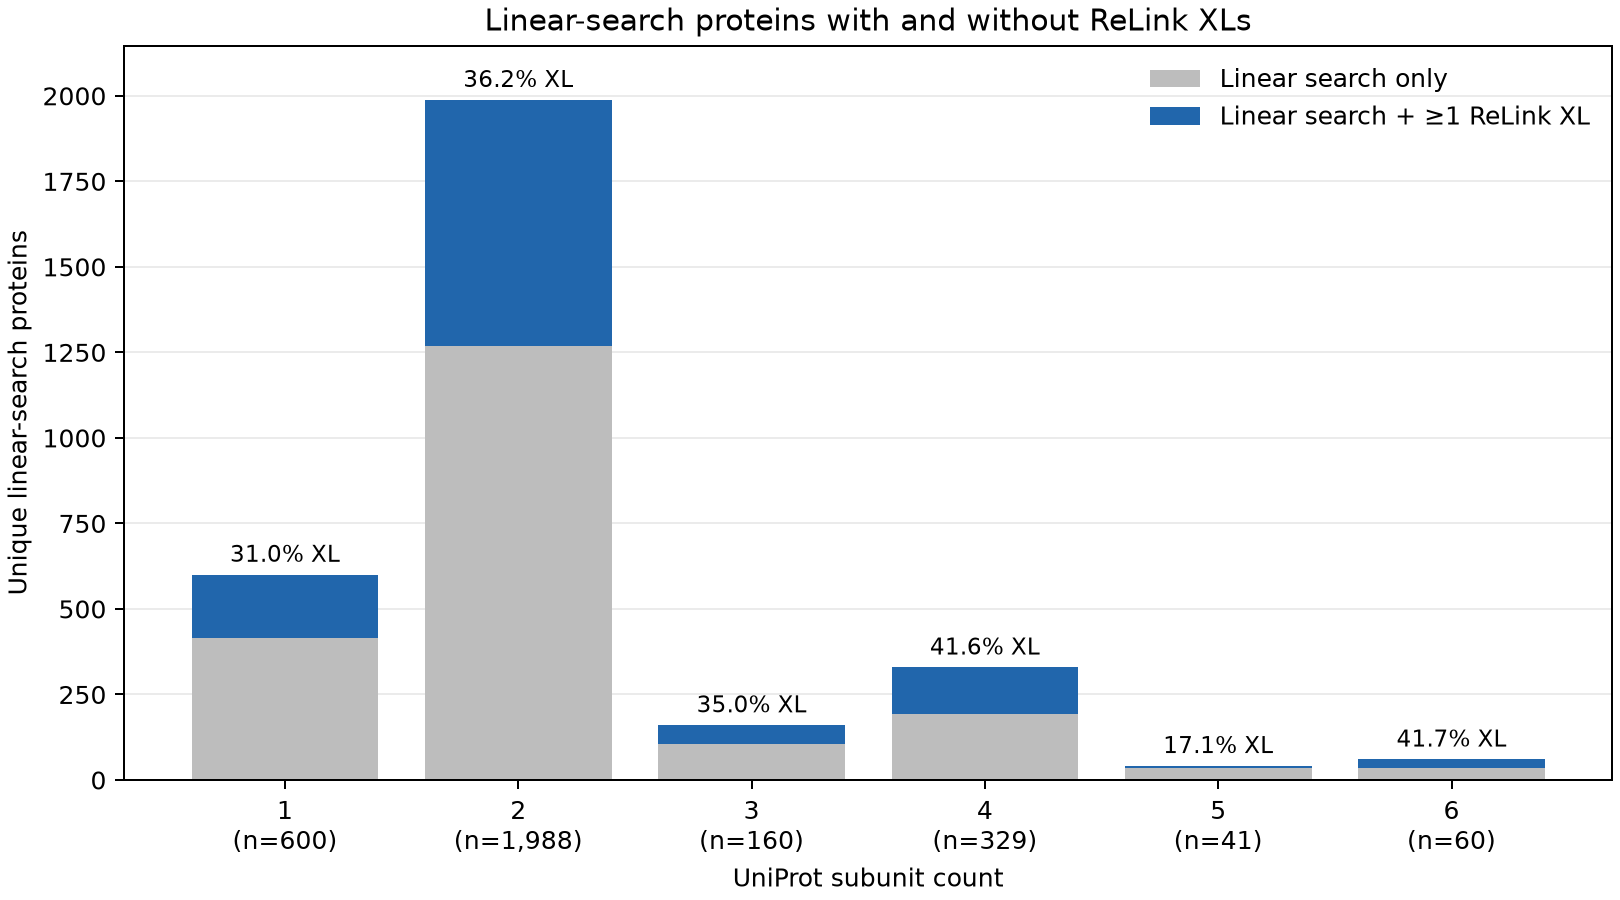 Linear-search proteins with and without ReLink XLs
Linear search only
Linear search + ≥1 ReLink XL
Unique linear-search proteins
2000
1750
1500
1250
1000
750
500
250
0
31.0% XL
36.2% XL
35.0% XL
41.6% XL
17.1% XL
41.7% XL
1
(n=600)
2
(n=1,988)
3
(n=160)
4
(n=329)
5
(n=41)
6
(n=60)
UniProt subunit count